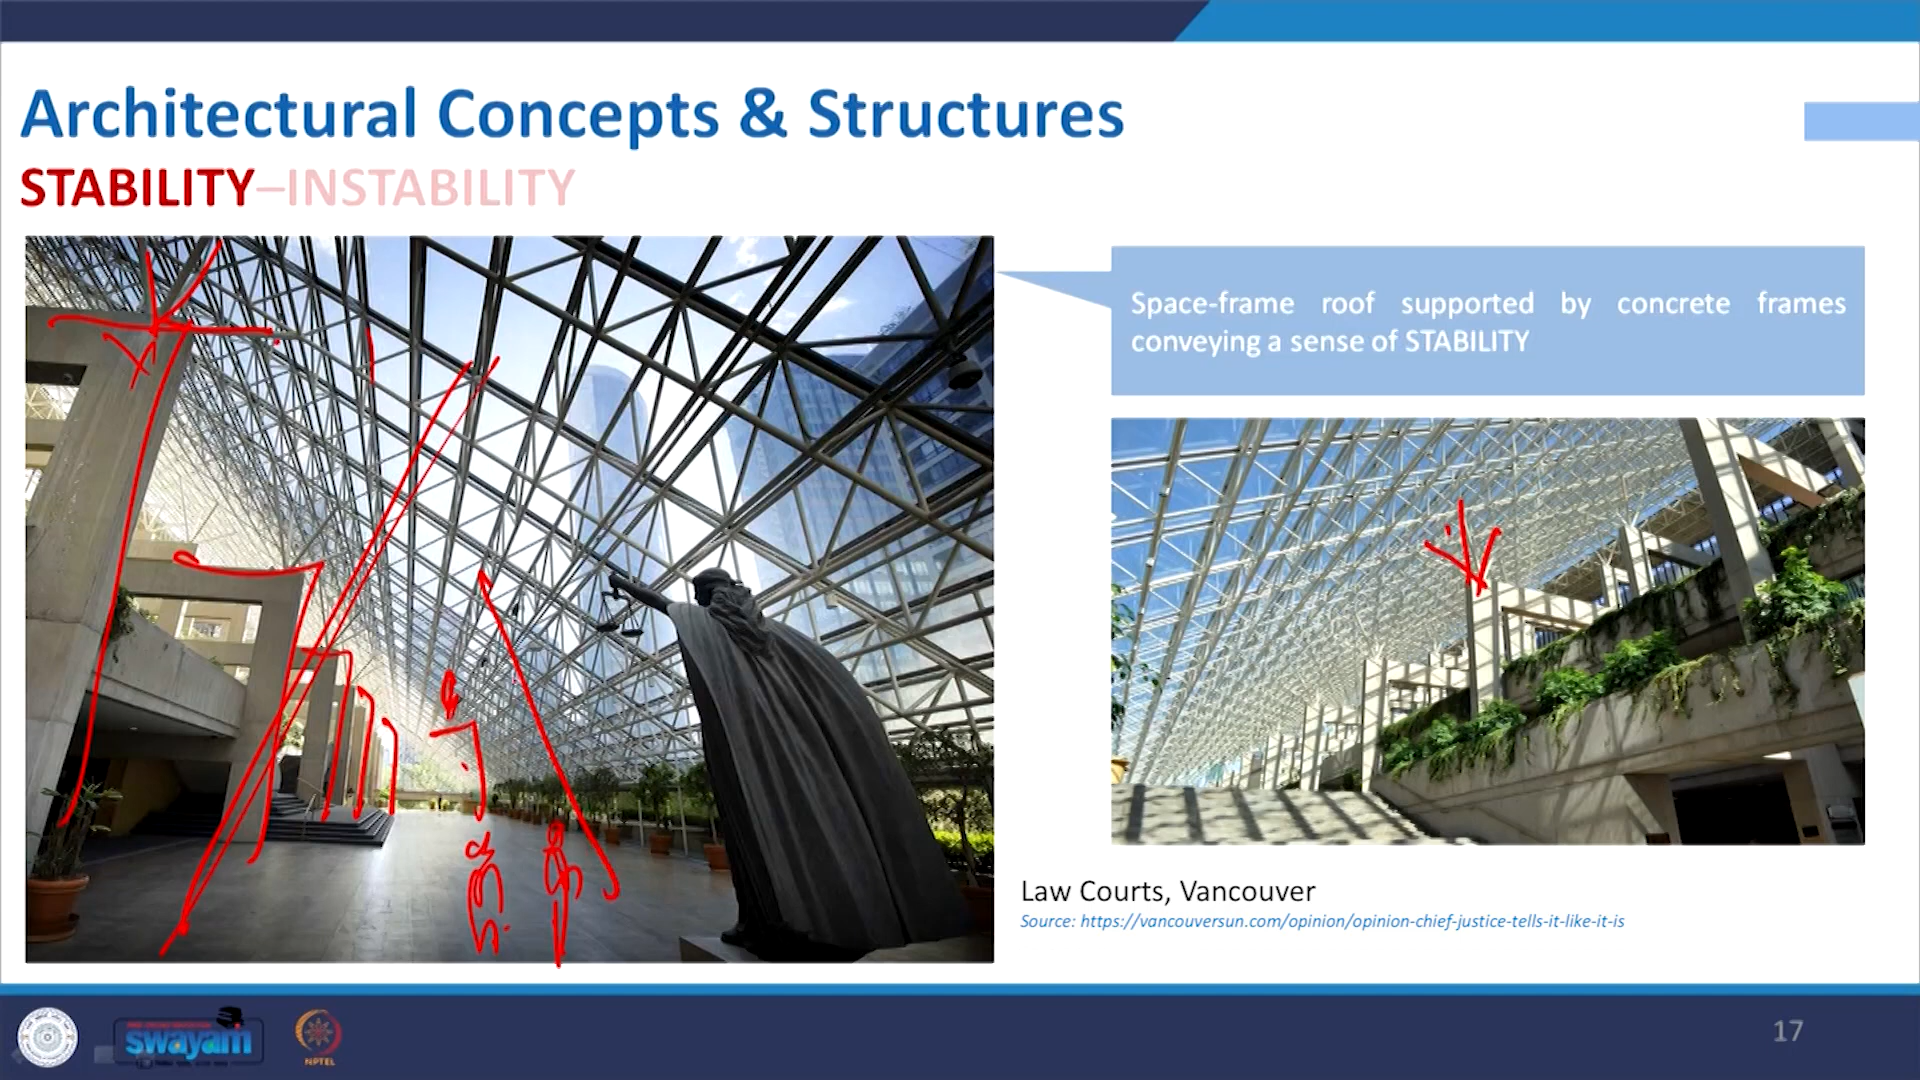 Architectural Concepts & Structures
STABILITY–INSTABILITY
Space-frame roof supported by concrete frames
conveying a sense of STABILITY
Law Courts, Vancouver
Source: https://vancouversun.com/opinion/opinion-chief-justice-tells-it-like-it-is
swayam
NPTEL
17